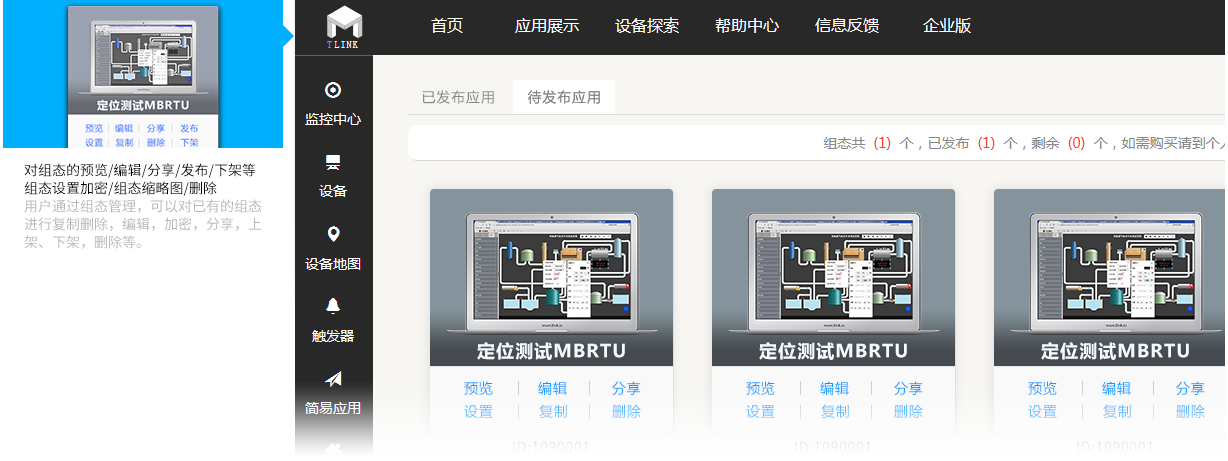 定位测试MBRTU
预览 编辑 分享 发布
设置 复制 删除 下架
对组态的预览/编辑/分享/发布/下架等
组态设置加密/组态缩略图/删除
用户通过组态管理，可以对已有的组态
进行复制删除，编辑，加密，分享，上
架、下架，删除等。
TLINK
首页 应用展示 设备探索 帮助中心 信息反馈 企业版
监控中心
设备
设备地图
触发器
简易应用
已发布应用 待发布应用
组态共 (1) 个，已发布 (1) 个，剩余 (0) 个，如需购买请到个人
定位测试MBRTU
预览 编辑 分享
设置 复制 删除
ID:1090001
定位测试MBRTU
预览 编辑 分享
设置 复制 删除
ID:1090001
定位测试MBRTU
预览 编辑 分享
设置 复制 删除
ID:1090001